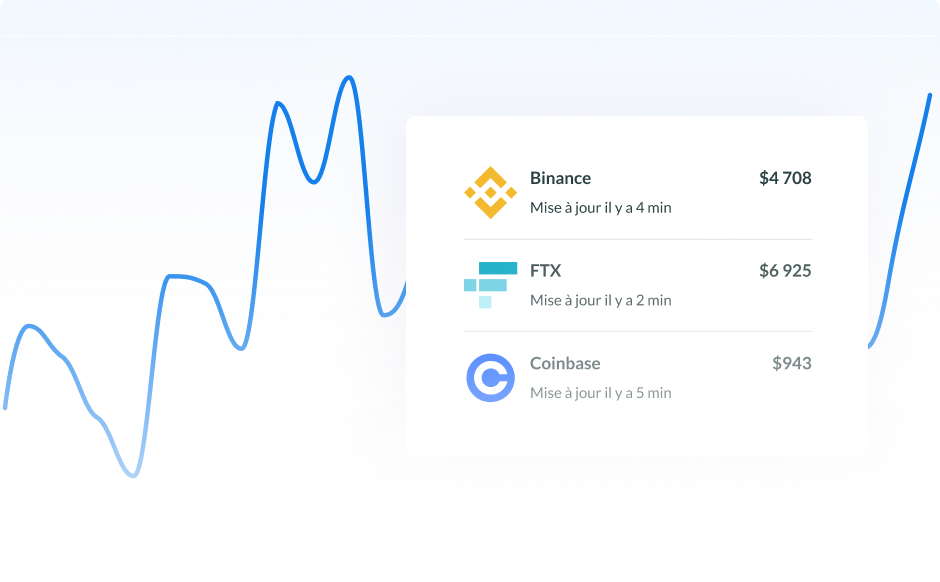 Binance $4 708
Mise à jour il y a 4 min
FTX $6 925
Mise à jour il y a 2 min
Coinbase $943
Mise à jour il y a 5 min